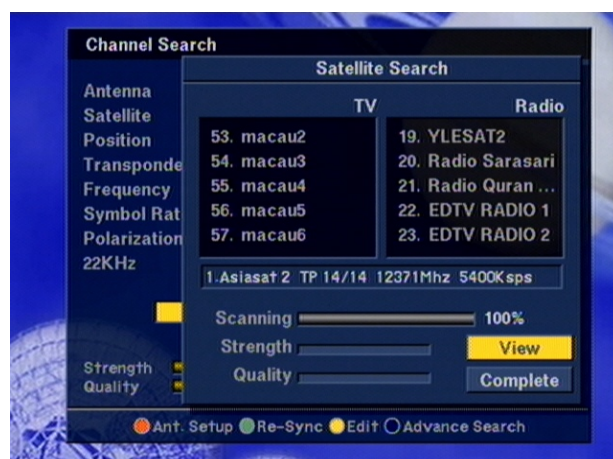 Channel Search
Satellite Search
Antenna
Satellite
Position
Transponde
Frequency
Symbol Rat
Polarization
22KHz
TV
53. macau2
54. macau3
55. macau4
56. macau5
57. macau6
Radio
19. YLESAT2
20. Radio Sarasari
21. Radio Quran ...
22. EDTV RADIO 1
23. EDTV RADIO 2
1.Asiasat 2 TP 14/14 12371Mhz 5400Ksps
Scanning 100%
Strength View
Quality Complete
Strength
Quality
Ant. Setup Re-Sync Edit Advance Search